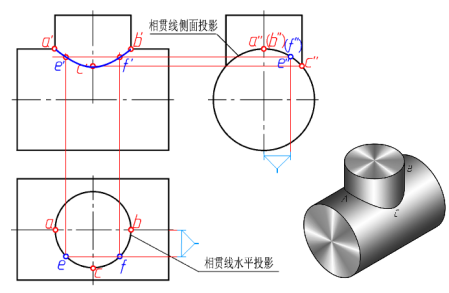 相贯线侧面投影
a' b' a"(b")(f")
e' c' f' e" c"
Y
A B
C
a b
Y
e c f
相贯线水平投影